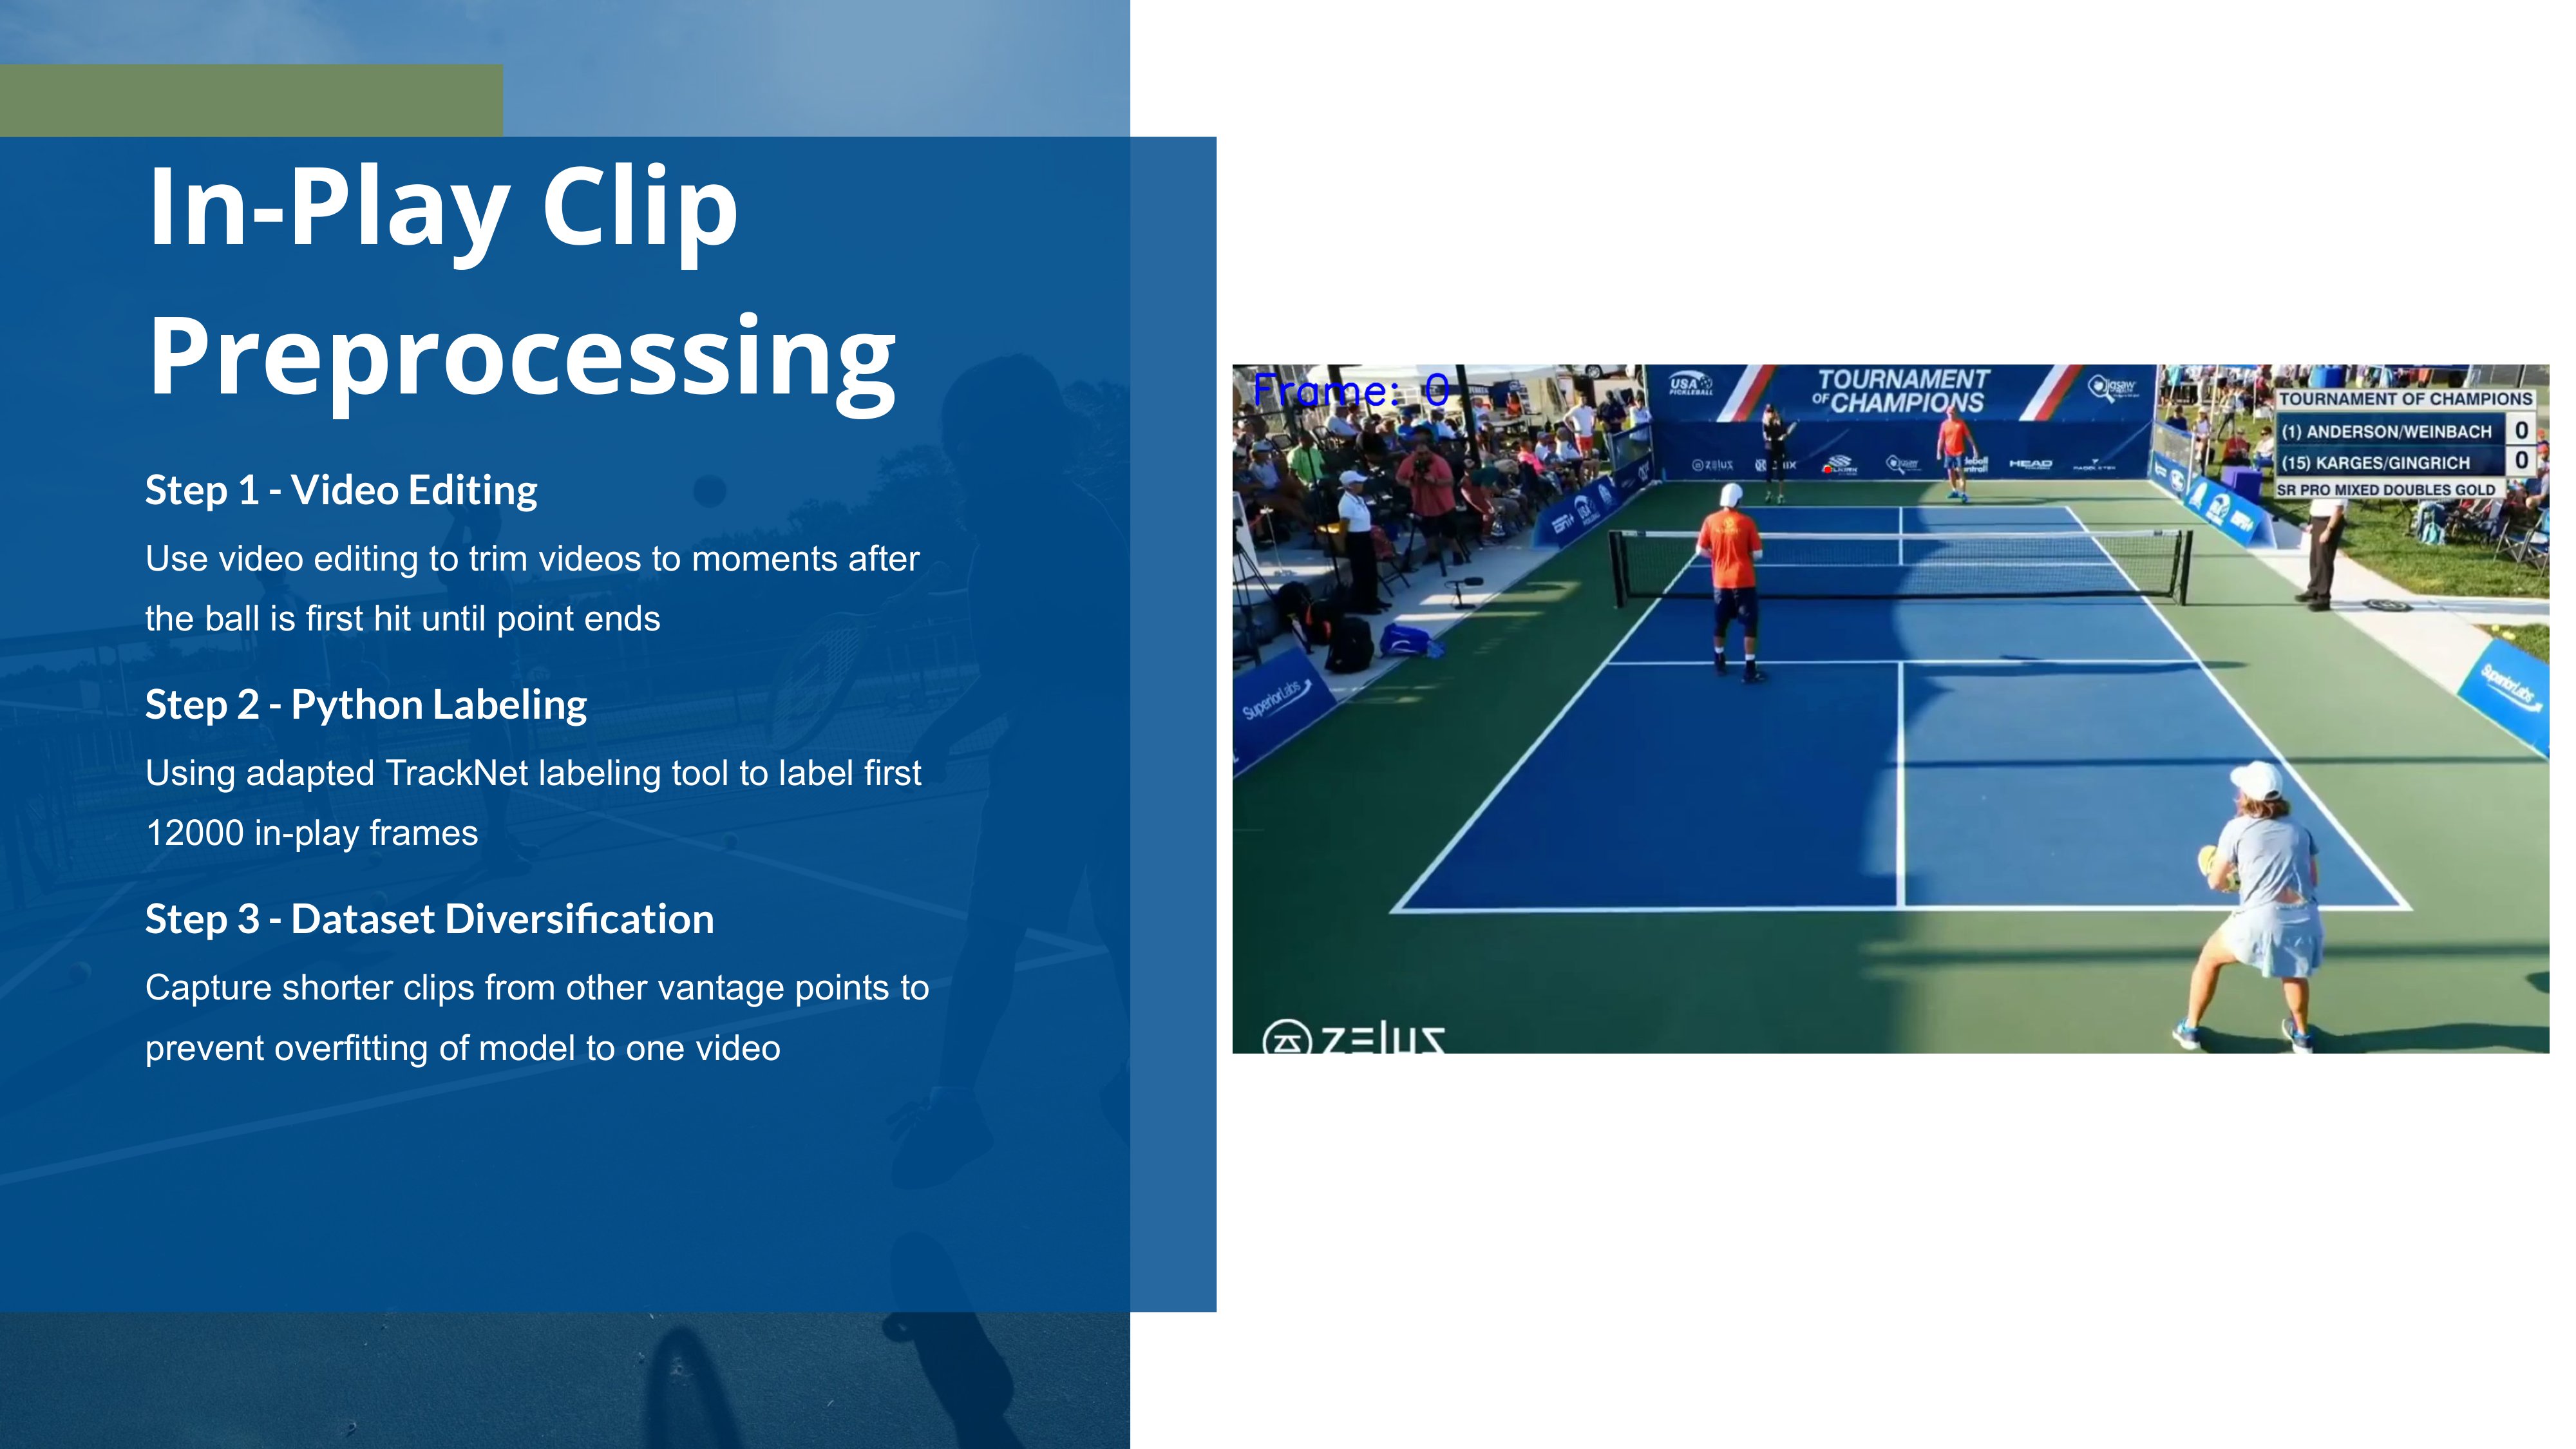 In-Play Clip
Preprocessing
Step 1 - Video Editing
Use video editing to trim videos to moments after
the ball is first hit until point ends
Step 2 - Python Labeling
Using adapted TrackNet labeling tool to label first
12000 in-play frames
Step 3 - Dataset Diversification
Capture shorter clips from other vantage points to
prevent overfitting of model to one video
Frame: 0
USA
PICKLEBALL
TOURNAMENT
OF CHAMPIONS
Jigsaw
zelus
HEAD
TOURNAMENT OF CHAMPIONS
(1) ANDERSON/WEINBACH 0
(15) KARGES/GINGRICH 0
SR PRO MIXED DOUBLES GOLD
SuperiorLabs
SuperiorLabs
zelus